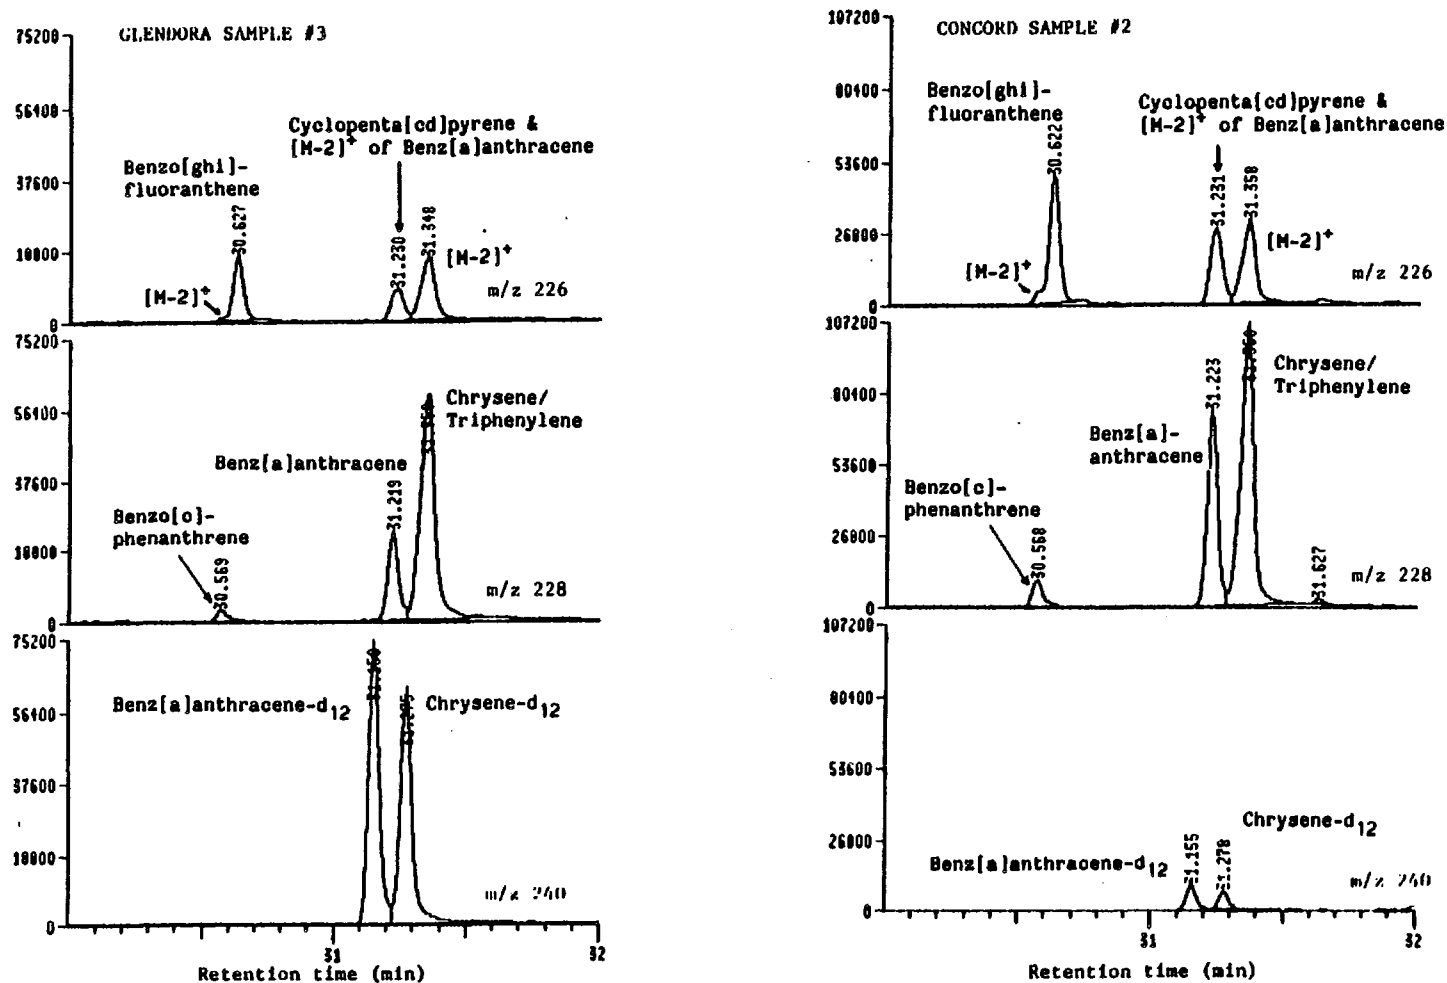 GLENDORA SAMPLE #3
75200
56400
37600
18800
0
Benzo[ghi]-
fluoranthene
30.627
[M-2]⁺
Cyclopenta[cd]pyrene &
[M-2]⁺ of Benz[a]anthracene
31.230
31.348
[M-2]⁺
m/z 226
75200
56400
37600
18800
0
Benzo[c]-
phenanthrene
30.569
Benz[a]anthracene
31.219
Chrysene/
Triphenylene
m/z 228
75200
56400
37600
18800
0
Benz[a]anthracene-d₁₂
Chrysene-d₁₂
m/z 240
31
32
Retention time (min)
CONCORD SAMPLE #2
107200
80400
53600
26800
0
Benzo[ghi]-
fluoranthene
30.622
[M-2]⁺
Cyclopenta[cd]pyrene &
[M-2]⁺ of Benz[a]anthracene
31.231
31.358
[M-2]⁺
m/z 226
107200
80400
53600
26800
0
Benzo[c]-
phenanthrene
30.568
Benz[a]-
anthracene
31.223
Chrysene/
Triphenylene
31.627
m/z 228
107200
80400
53600
26800
0
Benz[a]anthracene-d₁₂
31.155
31.278
Chrysene-d₁₂
m/z 240
31
32
Retention time (min)